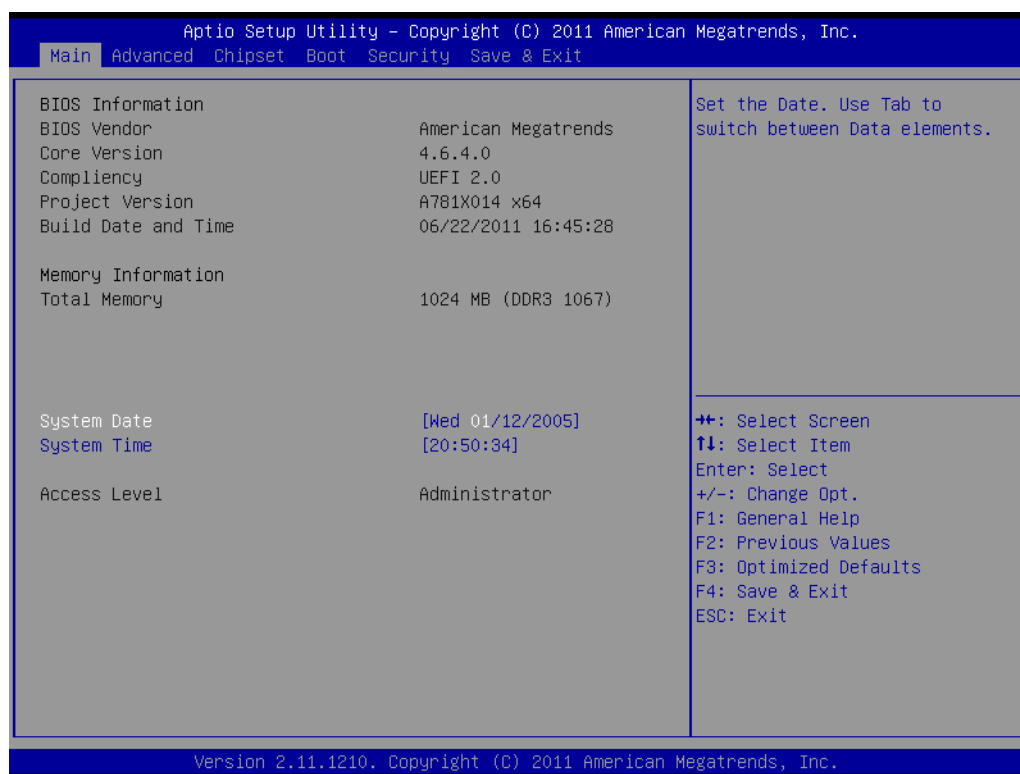 Aptio Setup Utility – Copyright (C) 2011 American Megatrends, Inc.
Main Advanced Chipset Boot Security Save & Exit
BIOS Information
BIOS Vendor American Megatrends
Core Version 4.6.4.0
Compliency UEFI 2.0
Project Version A781X014 x64
Build Date and Time 06/22/2011 16:45:28
Memory Information
Total Memory 1024 MB (DDR3 1067)
System Date [Wed 01/12/2005]
System Time [20:50:34]
Access Level Administrator
Set the Date. Use Tab to
switch between Data elements.
→←: Select Screen
↑↓: Select Item
Enter: Select
+/-: Change Opt.
F1: General Help
F2: Previous Values
F3: Optimized Defaults
F4: Save & Exit
ESC: Exit
Version 2.11.1210. Copyright (C) 2011 American Megatrends, Inc.